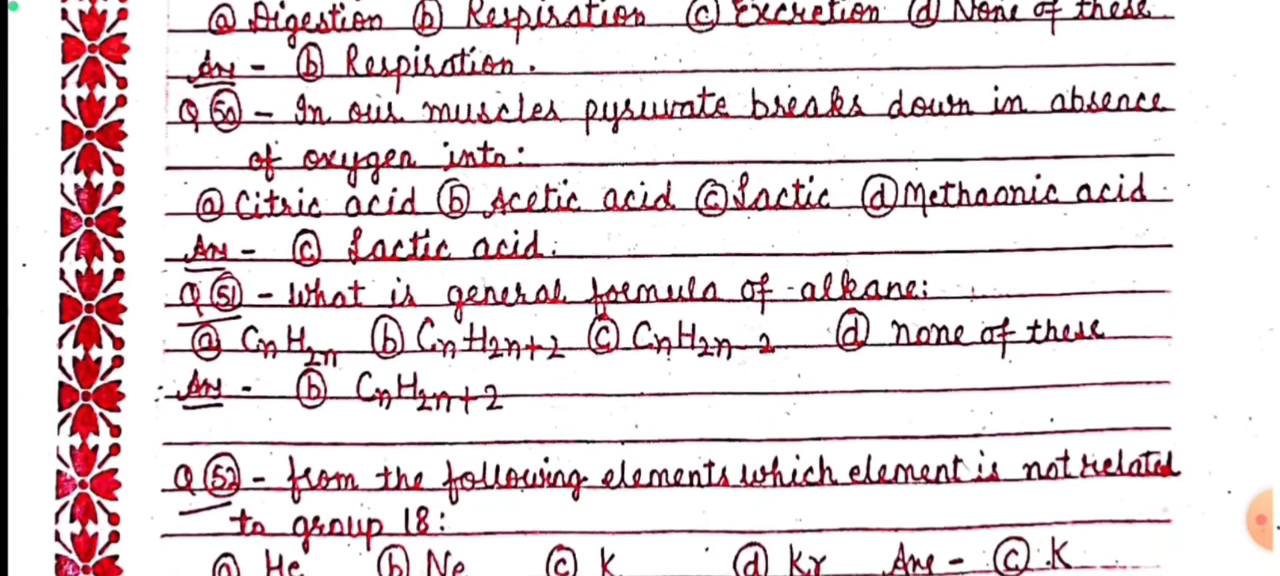 ⓐ Digestion ⓑ Respiration ⓒ Excretion ⓓ None of these
Ans - ⓑ Respiration.
Q ㊿ - In our muscles pyruvate breaks down in absence
of oxygen into:
ⓐ Citric acid ⓑ Acetic acid ⓒ Lactic ⓓ Methaonic acid
Ans - ⓒ Lactic acid.
Q (51) - What is general formula of alkane:
ⓐ CnH2n ⓑ CnH2n+2 ⓒ CnH2n-2 ⓓ none of these
Ans - ⓑ CnH2n+2
Q (52) - from the following elements which element is not related
to group 18:
ⓐ He ⓑ Ne ⓒ K ⓓ Kr Ans - ⓒ K